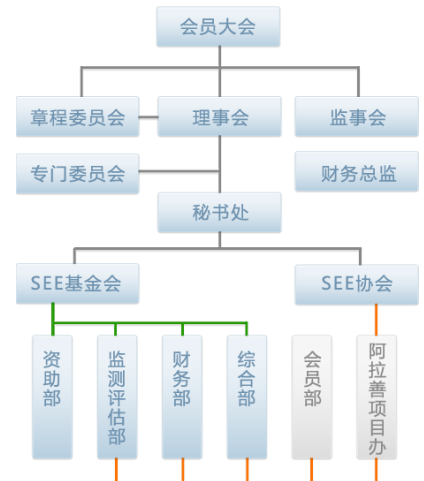 会员大会
章程委员会
理事会
监事会
专门委员会
财务总监
秘书处
SEE基金会
SEE协会
资助部
监测评估部
财务部
综合部
会员部
阿拉善项目办